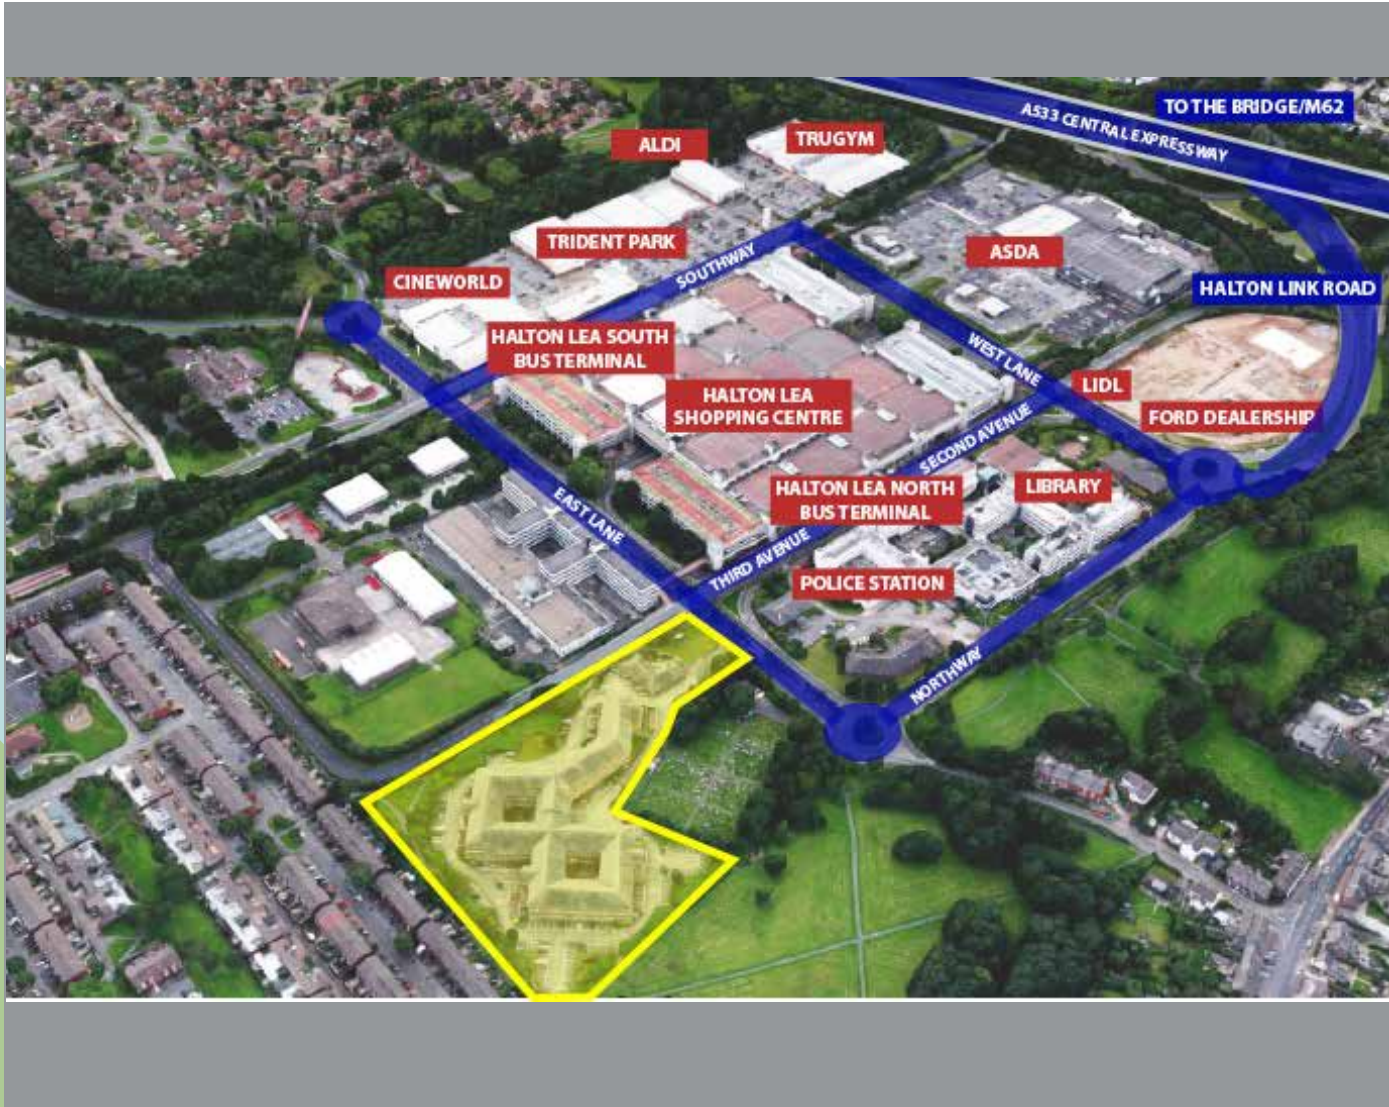 TO THE BRIDGE/M62
A533 CENTRAL EXPRESSWAY
ALDI
TRUGYM
TRIDENT PARK
SOUTHWAY
ASDA
CINEWORLD
HALTON LINK ROAD
HALTON LEA SOUTH
BUS TERMINAL
WEST LANE
LIDL
HALTON LEA
SHOPPING CENTRE
FORD DEALERSHIP
SECOND AVENUE
HALTON LEA NORTH
BUS TERMINAL
LIBRARY
EAST LANE
THIRD AVENUE
POLICE STATION
NORTHWAY